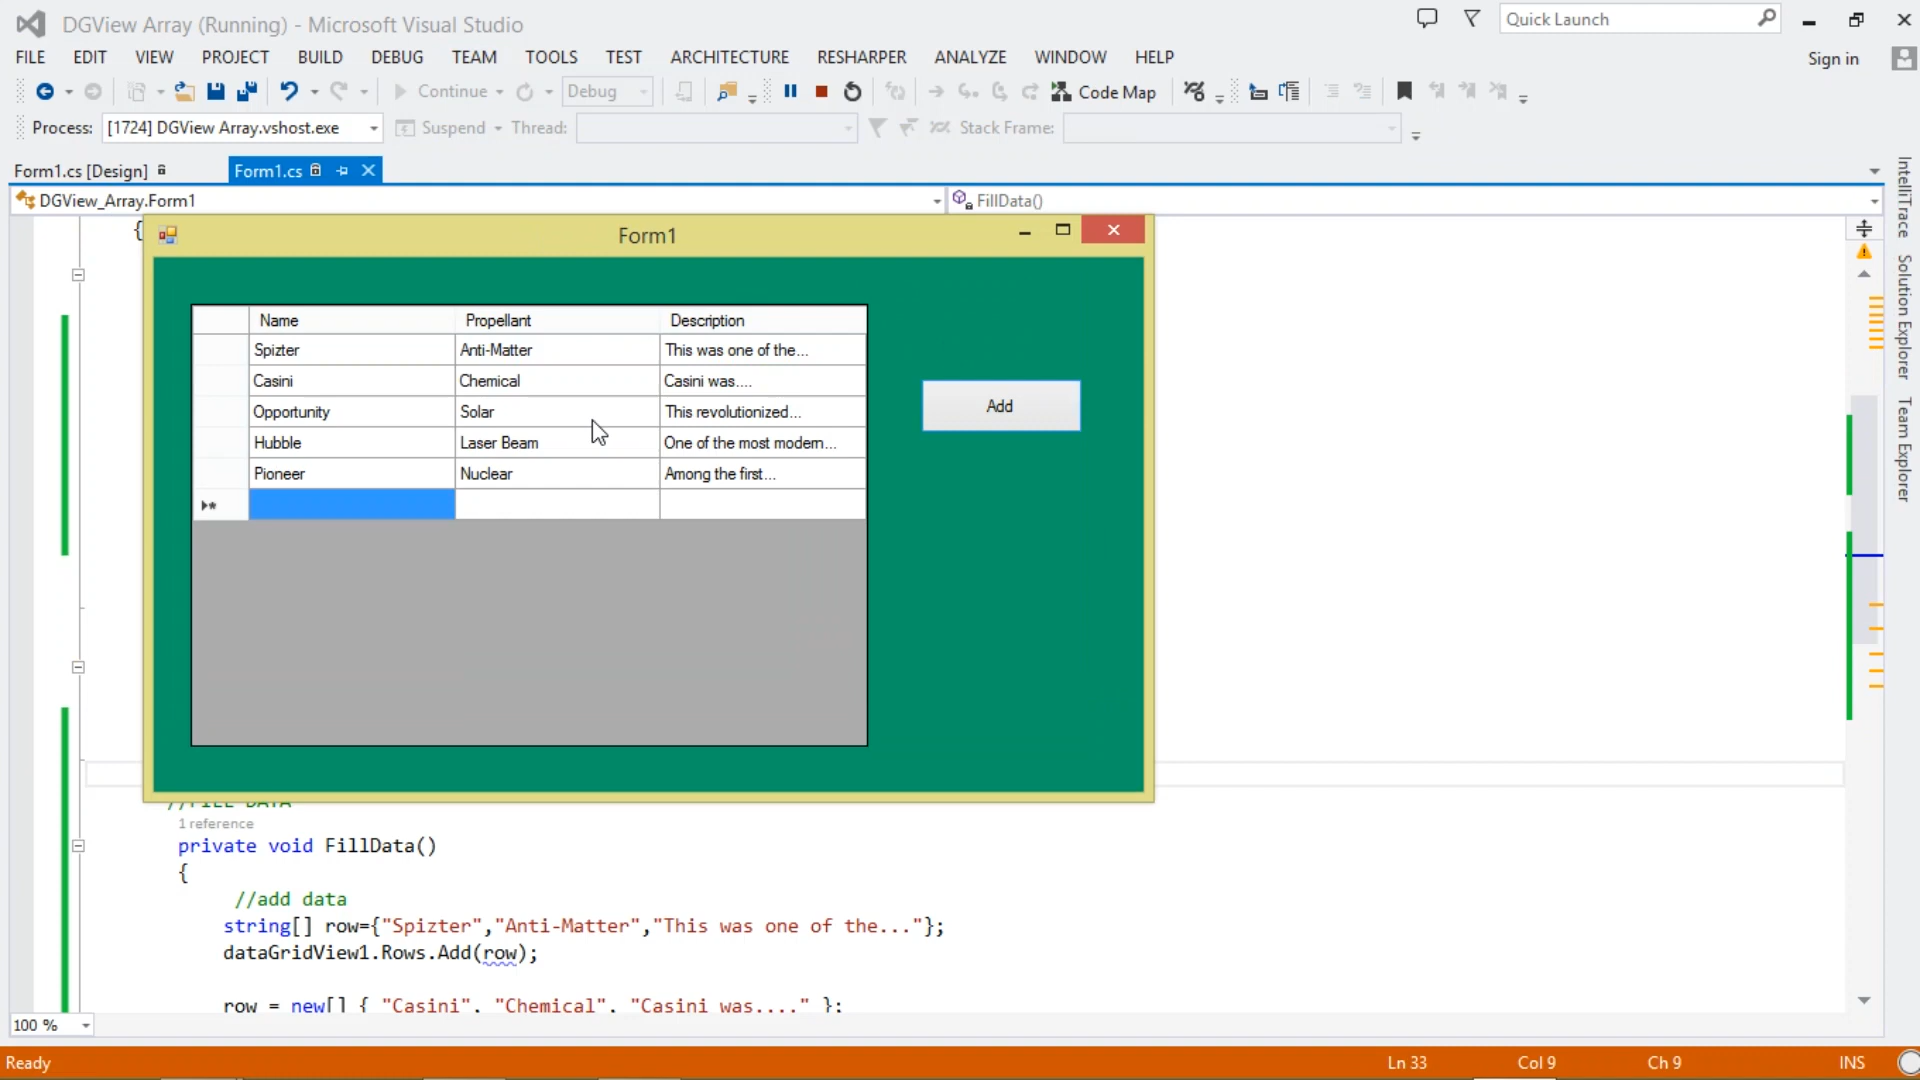 DGView Array (Running) - Microsoft Visual Studio
Quick Launch
FILE EDIT VIEW PROJECT BUILD DEBUG TEAM TOOLS TEST ARCHITECTURE RESHARPER ANALYZE WINDOW HELP
Sign in
Continue Debug Code Map
Process: [1724] DGView Array.vshost.exe Suspend Thread: Stack Frame:
Form1.cs [Design] Form1.cs
DGView_Array.Form1 FillData()
IntelliTrace
Solution Explorer
Team Explorer
{
Form1
Name Propellant Description
Spizter Anti-Matter This was one of the...
Casini Chemical Casini was....
Opportunity Solar This revolutionized...
Hubble Laser Beam One of the most modern...
Pioneer Nuclear Among the first...
Add
//FILL DATA
1 reference
private void FillData()
{
//add data
string[] row={"Spizter","Anti-Matter","This was one of the..."};
dataGridView1.Rows.Add(row);
row = new[] { "Casini", "Chemical", "Casini was...." };
100 %
Ready Ln 33 Col 9 Ch 9 INS